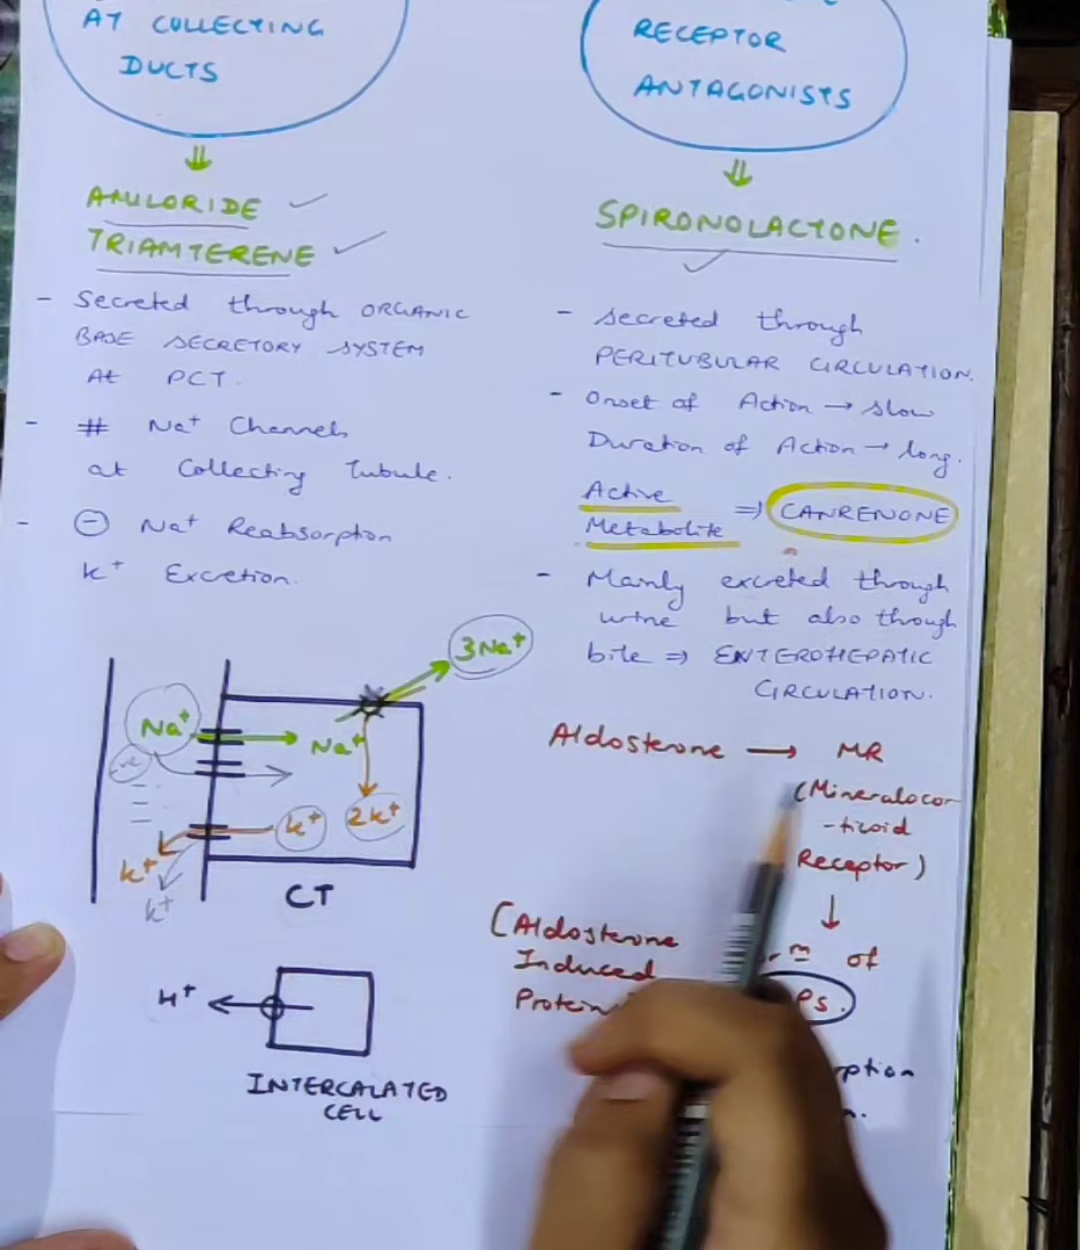 AT COLLECTING
DUCTS
AMILORIDE
TRIAMTERENE
- Secreted through ORGANIC
BASE SECRETORY SYSTEM
At PCT.
- # Na+ Channels
at Collecting Tubule.
- ⊖ Na+ Reabsorption
K+ Excretion.
3Na+
Na+
Na+
K+
2K+
K+
K+
CT
H+
INTERCALATED
CELL
RECEPTOR
ANTAGONISTS
SPIRONOLACTONE.
- Secreted through
PERITUBULAR CIRCULATION.
- Onset of Action → slow
Duration of Action → long.
Active
Metabolite ⇒ CANRENONE
- Mainly excreted through
urine but also through
bile ⇒ ENTEROHEPATIC
CIRCULATION.
Aldosterone → MR
(Mineralocor
-ticoid
Receptor)
↓
(Aldosterone
of
Induced
Protein
Ps.
ption